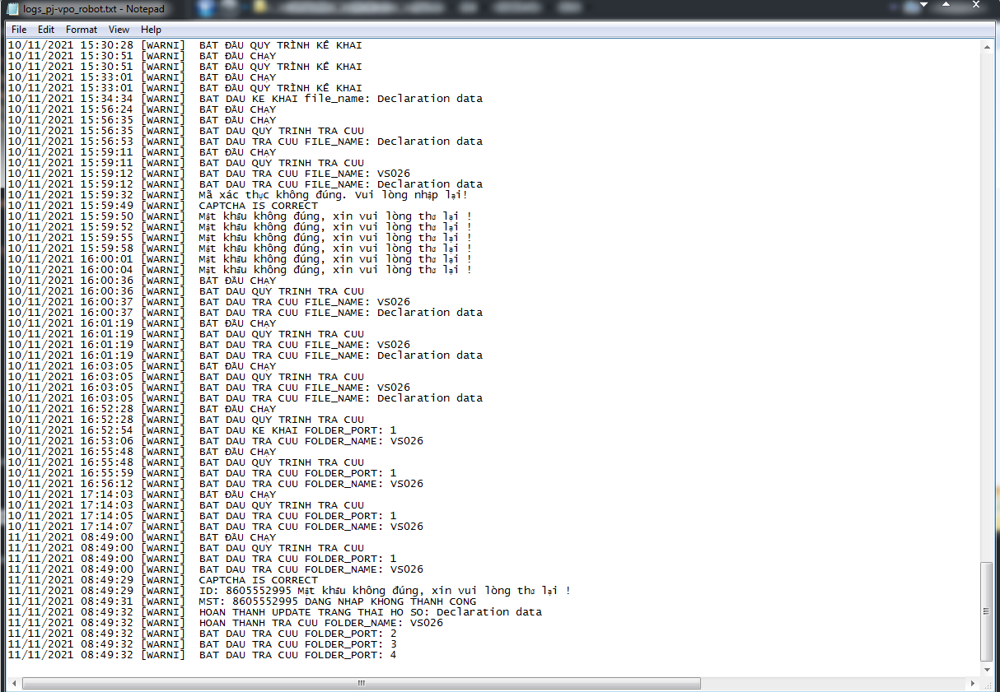 logs_pj-vpo_robot.txt - Notepad
File Edit Format View Help
10/11/2021 15:30:28 [WARNI] BẮT ĐẦU QUY TRÌNH KÊ KHAI
10/11/2021 15:30:51 [WARNI] BẮT ĐẦU CHẠY
10/11/2021 15:30:51 [WARNI] BẮT ĐẦU QUY TRÌNH KÊ KHAI
10/11/2021 15:33:01 [WARNI] BẮT ĐẦU CHẠY
10/11/2021 15:33:01 [WARNI] BẮT ĐẦU QUY TRÌNH KÊ KHAI
10/11/2021 15:34:34 [WARNI] BAT DAU KE KHAI file_name: Declaration data
10/11/2021 15:56:24 [WARNI] BẮT ĐẦU CHẠY
10/11/2021 15:56:35 [WARNI] BẮT ĐẦU CHẠY
10/11/2021 15:56:35 [WARNI] BAT DAU QUY TRINH TRA CUU
10/11/2021 15:56:53 [WARNI] BAT DAU TRA CUU FILE_NAME: Declaration data
10/11/2021 15:59:11 [WARNI] BẮT ĐẦU CHẠY
10/11/2021 15:59:11 [WARNI] BAT DAU QUY TRINH TRA CUU
10/11/2021 15:59:12 [WARNI] BAT DAU TRA CUU FILE_NAME: VS026
10/11/2021 15:59:12 [WARNI] BAT DAU TRA CUU FILE_NAME: Declaration data
10/11/2021 15:59:32 [WARNI] Mã xác thực không đúng. Vui lòng nhập lại!
10/11/2021 15:59:49 [WARNI] CAPTCHA IS CORRECT
10/11/2021 15:59:50 [WARNI] Mật khẩu không đúng, xin vui lòng thử lại !
10/11/2021 15:59:52 [WARNI] Mật khẩu không đúng, xin vui lòng thử lại !
10/11/2021 15:59:55 [WARNI] Mật khẩu không đúng, xin vui lòng thử lại !
10/11/2021 15:59:58 [WARNI] Mật khẩu không đúng, xin vui lòng thử lại !
10/11/2021 16:00:01 [WARNI] Mật khẩu không đúng, xin vui lòng thử lại !
10/11/2021 16:00:04 [WARNI] Mật khẩu không đúng, xin vui lòng thử lại !
10/11/2021 16:00:36 [WARNI] BẮT ĐẦU CHẠY
10/11/2021 16:00:36 [WARNI] BAT DAU QUY TRINH TRA CUU
10/11/2021 16:00:37 [WARNI] BAT DAU TRA CUU FILE_NAME: VS026
10/11/2021 16:00:37 [WARNI] BAT DAU TRA CUU FILE_NAME: Declaration data
10/11/2021 16:01:19 [WARNI] BẮT ĐẦU CHẠY
10/11/2021 16:01:19 [WARNI] BAT DAU QUY TRINH TRA CUU
10/11/2021 16:01:19 [WARNI] BAT DAU TRA CUU FILE_NAME: VS026
10/11/2021 16:01:19 [WARNI] BAT DAU TRA CUU FILE_NAME: Declaration data
10/11/2021 16:03:05 [WARNI] BẮT ĐẦU CHẠY
10/11/2021 16:03:05 [WARNI] BAT DAU QUY TRINH TRA CUU
10/11/2021 16:03:05 [WARNI] BAT DAU TRA CUU FILE_NAME: VS026
10/11/2021 16:03:05 [WARNI] BAT DAU TRA CUU FILE_NAME: Declaration data
10/11/2021 16:52:28 [WARNI] BẮT ĐẦU CHẠY
10/11/2021 16:52:28 [WARNI] BAT DAU QUY TRINH TRA CUU
10/11/2021 16:52:54 [WARNI] BAT DAU KE KHAI FOLDER_PORT: 1
10/11/2021 16:53:06 [WARNI] BAT DAU TRA CUU FOLDER_NAME: VS026
10/11/2021 16:55:48 [WARNI] BẮT ĐẦU CHẠY
10/11/2021 16:55:48 [WARNI] BAT DAU QUY TRINH TRA CUU
10/11/2021 16:55:59 [WARNI] BAT DAU TRA CUU FOLDER_PORT: 1
10/11/2021 16:56:12 [WARNI] BAT DAU TRA CUU FOLDER_NAME: VS026
10/11/2021 17:14:03 [WARNI] BẮT ĐẦU CHẠY
10/11/2021 17:14:03 [WARNI] BAT DAU QUY TRINH TRA CUU
10/11/2021 17:14:05 [WARNI] BAT DAU TRA CUU FOLDER_PORT: 1
10/11/2021 17:14:07 [WARNI] BAT DAU TRA CUU FOLDER_NAME: VS026
11/11/2021 08:49:00 [WARNI] BẮT ĐẦU CHẠY
11/11/2021 08:49:00 [WARNI] BAT DAU QUY TRINH TRA CUU
11/11/2021 08:49:00 [WARNI] BAT DAU TRA CUU FOLDER_PORT: 1
11/11/2021 08:49:00 [WARNI] BAT DAU TRA CUU FOLDER_NAME: VS026
11/11/2021 08:49:29 [WARNI] CAPTCHA IS CORRECT
11/11/2021 08:49:29 [WARNI] ID: 8605552995 Mật khẩu không đúng, xin vui lòng thử lại !
11/11/2021 08:49:31 [WARNI] MST: 8605552995 DANG NHAP KHONG THANH CONG
11/11/2021 08:49:32 [WARNI] HOAN THANH UPDATE TRANG THAI HO SO: Declaration data
11/11/2021 08:49:32 [WARNI] HOAN THANH TRA CUU FOLDER_NAME: VS026
11/11/2021 08:49:32 [WARNI] BAT DAU TRA CUU FOLDER_PORT: 2
11/11/2021 08:49:32 [WARNI] BAT DAU TRA CUU FOLDER_PORT: 3
11/11/2021 08:49:32 [WARNI] BAT DAU TRA CUU FOLDER_PORT: 4